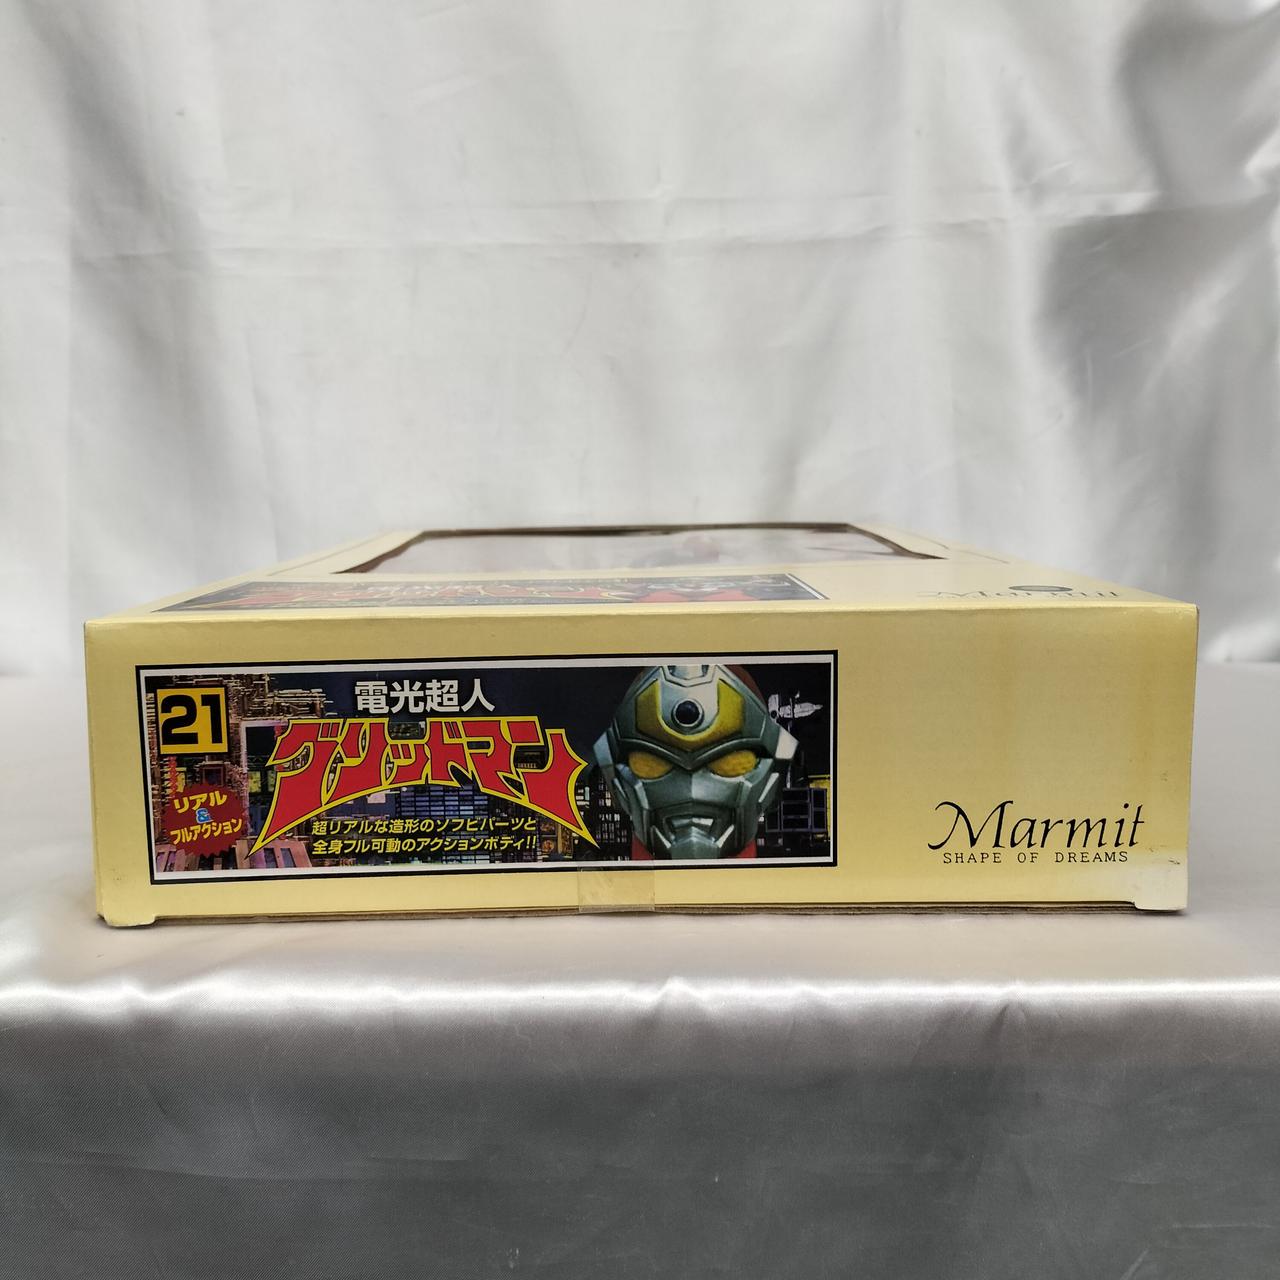 Marmit
21
電光超人
グリッドマン
リアル
&
フルアクション
超リアルな造形のソフビパーツと
全身フル可動のアクションボディ!!
Marmit
SHAPE OF DREAMS